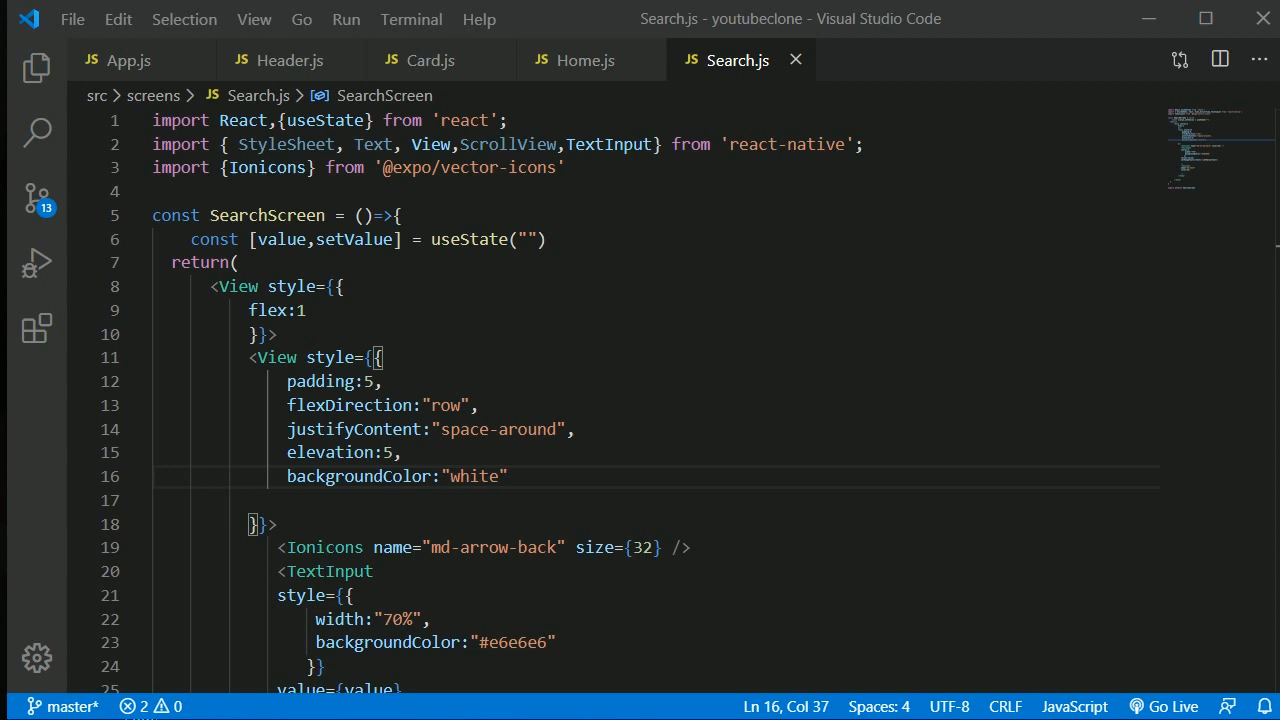 File Edit Selection View Go Run Terminal Help Search.js - youtubeclone - Visual Studio Code
JS App.js JS Header.js JS Card.js JS Home.js JS Search.js
src > screens > JS Search.js > SearchScreen
1 import React,{useState} from 'react';
2 import { StyleSheet, Text, View,ScrollView,TextInput} from 'react-native';
3 import {Ionicons} from '@expo/vector-icons'
4
5 const SearchScreen = ()=>{
6 const [value,setValue] = useState("")
7 return(
8 <View style={{
9 flex:1
10 }}>
11 <View style={{
12 padding:5,
13 flexDirection:"row",
14 justifyContent:"space-around",
15 elevation:5,
16 backgroundColor:"white"
17
18 }}>
19 <Ionicons name="md-arrow-back" size={32} />
20 <TextInput
21 style={{
22 width:"70%",
23 backgroundColor:"#e6e6e6"
24 }}
25 value={value}
13
master* 2 0 Ln 16, Col 37 Spaces: 4 UTF-8 CRLF JavaScript Go Live